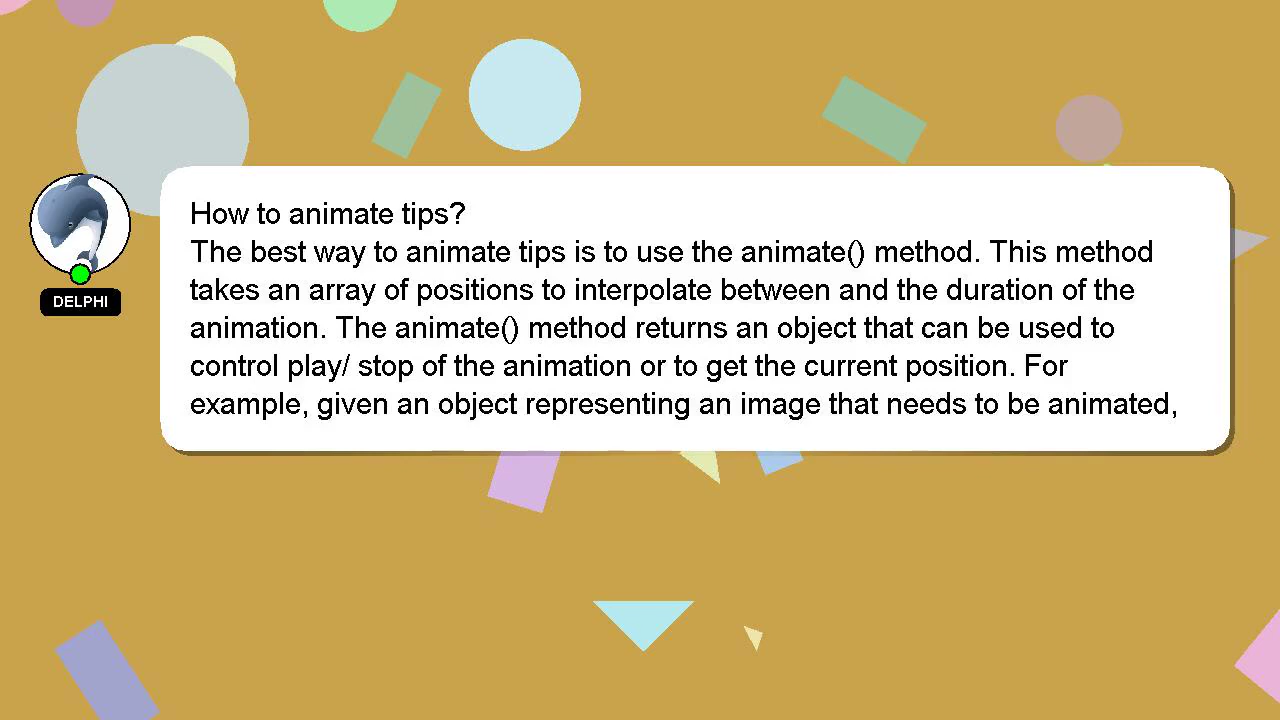 How to animate tips?
The best way to animate tips is to use the animate() method. This method
takes an array of positions to interpolate between and the duration of the
animation. The animate() method returns an object that can be used to
control play/ stop of the animation or to get the current position. For
example, given an object representing an image that needs to be animated,
DELPHI